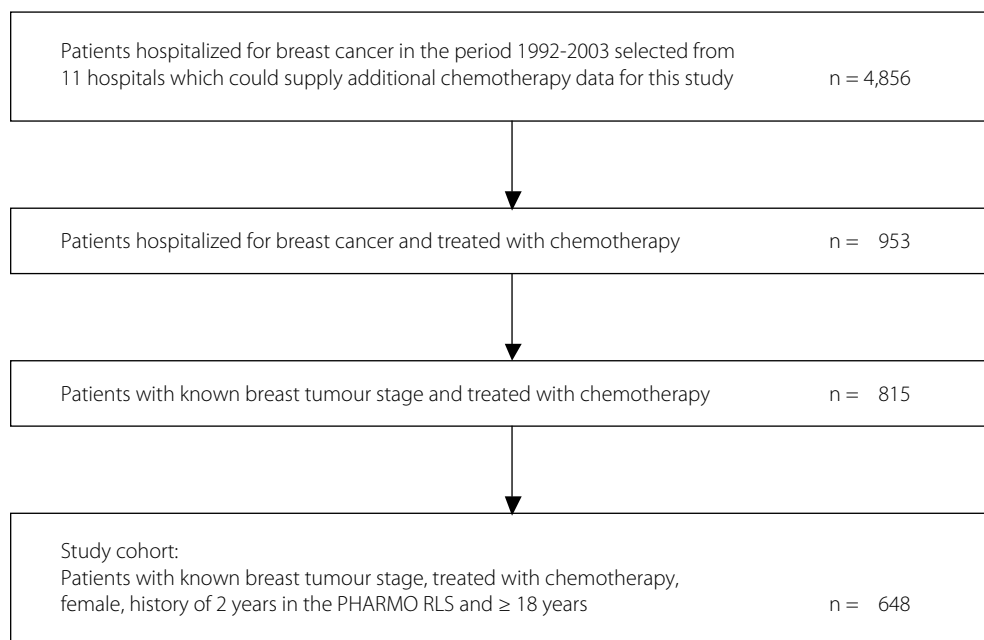 Patients hospitalized for breast cancer in the period 1992-2003 selected from
11 hospitals which could supply additional chemotherapy data for this study n = 4,856
Patients hospitalized for breast cancer and treated with chemotherapy n = 953
Patients with known breast tumour stage and treated with chemotherapy n = 815
Study cohort:
Patients with known breast tumour stage, treated with chemotherapy,
female, history of 2 years in the PHARMO RLS and ≥ 18 years n = 648